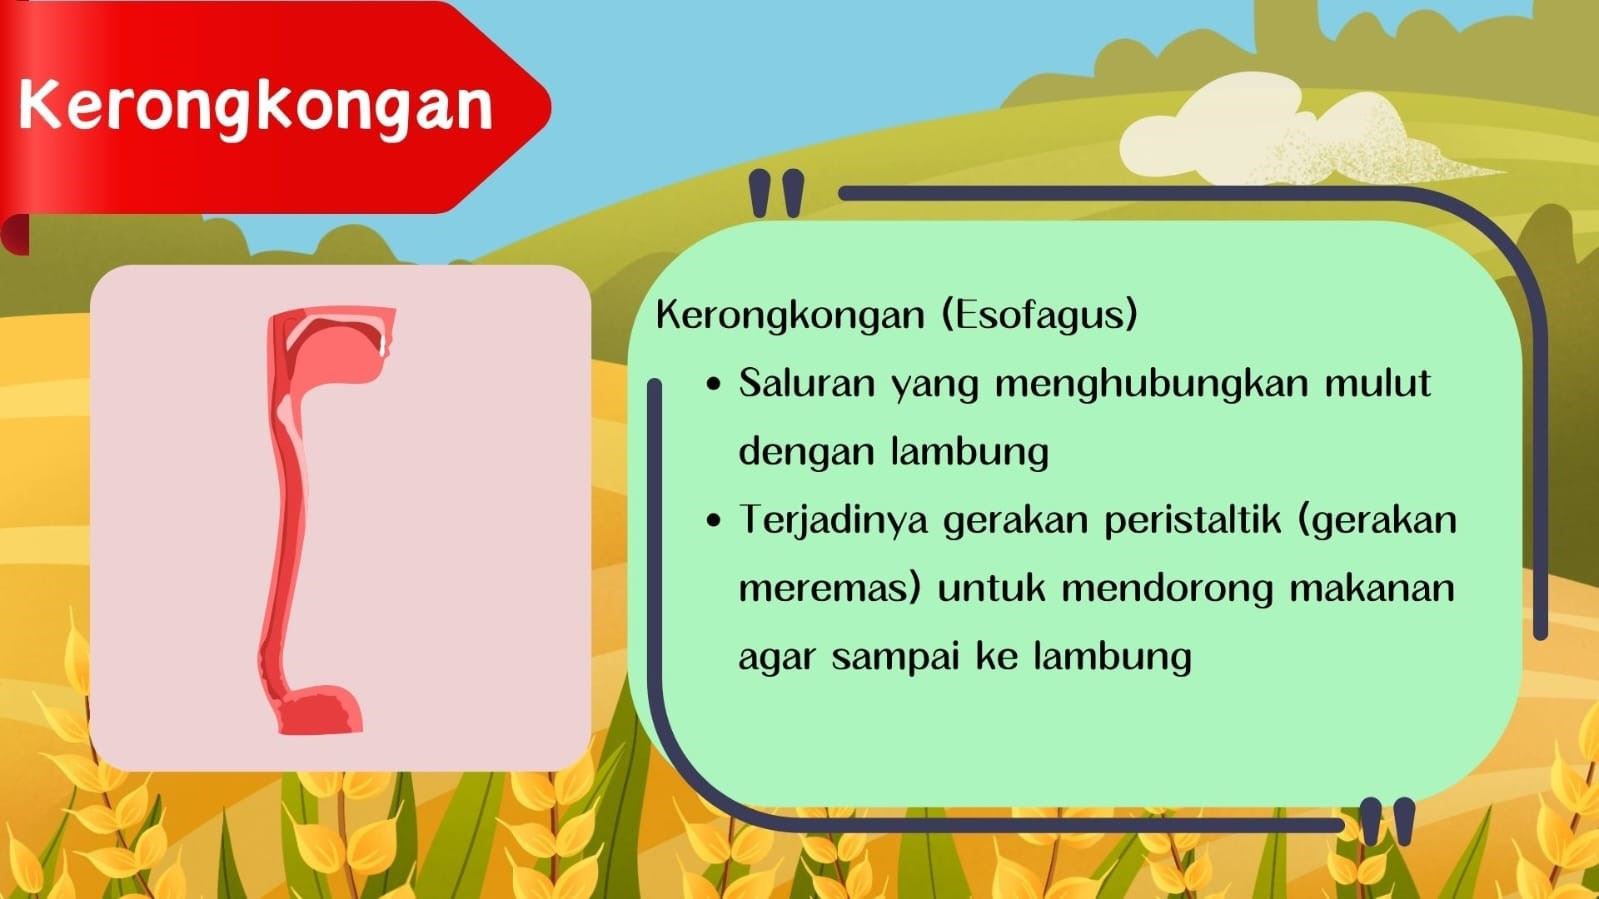 Kerongkongan
Kerongkongan (Esofagus)
• Saluran yang menghubungkan mulut
dengan lambung
• Terjadinya gerakan peristaltik (gerakan
meremas) untuk mendorong makanan
agar sampai ke lambung